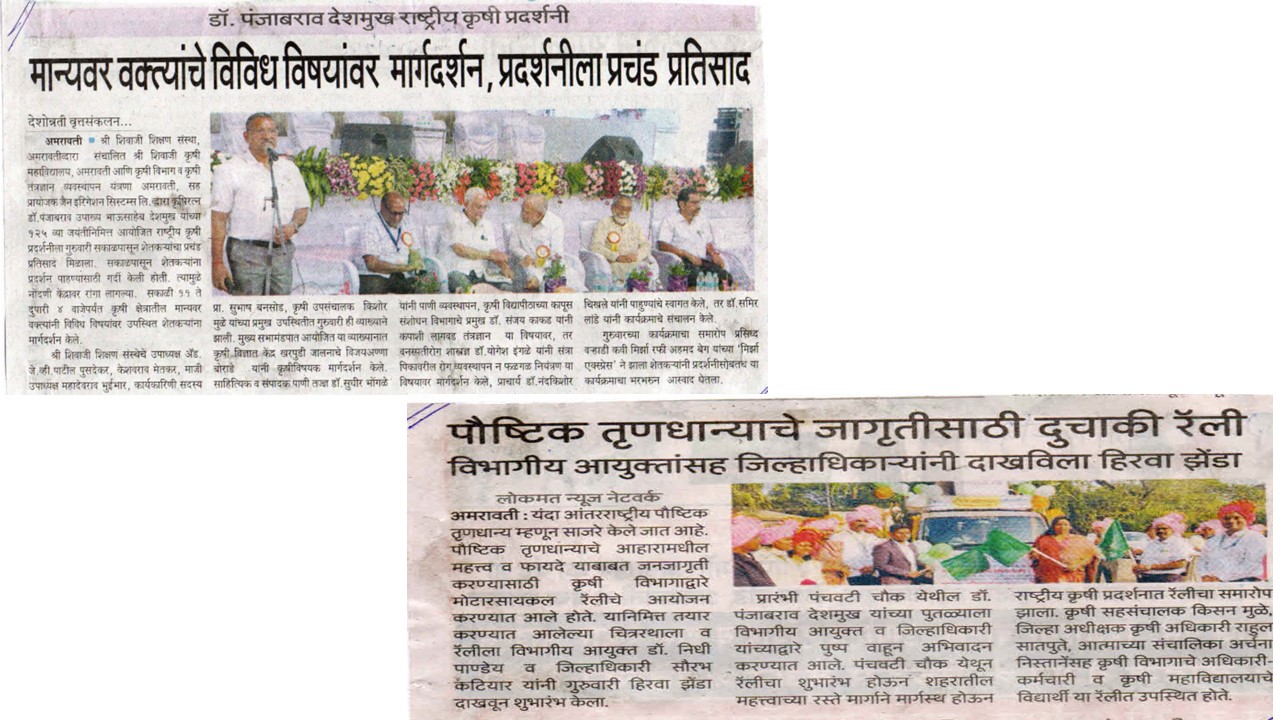 डॉ. पंजाबराव देशमुख राष्ट्रीय कृषी प्रदर्शनी
मान्यवर वक्त्यांचे विविध विषयांवर मार्गदर्शन, प्रदर्शनीला प्रचंड प्रतिसाद
देशोन्नती वृत्तसंकलन...
अमरावती ■ श्री शिवाजी शिक्षण संस्था,
अमरावतीव्दारा संचालित श्री शिवाजी कृषी
महाविद्यालय, अमरावती आणि कृषी विभाग व कृषी
तंत्रज्ञान व्यवस्थापन यंत्रणा अमरावती, सह
प्रायोजक जैन इरिगेशन सिस्टम्स लि. द्वारा कृषिरत्न
डॉ.पंजाबराव उपाख्य भाऊसाहेब देशमुख यांच्या
१२५ व्या जयंतीनिमित्त आयोजित राष्ट्रीय कृषी
प्रदर्शनीला गुरुवारी सकाळपासून शेतकऱ्यांचा प्रचंड
प्रतिसाद मिळाला. सकाळपासून शेतकऱ्यांना
प्रदर्शन पाहण्यासाठी गर्दी केली होती. त्यामुळे
नोंदणी केंद्रावर रांगा लागल्या. सकाळी ११ ते
दुपारी ४ वाजेपर्यत कृषी क्षेत्रातील मान्यवर
वक्त्यांनी विविध विषयांवर उपस्थित शेतकऱ्यांना
मार्गदर्शन केले.
श्री शिवाजी शिक्षण संस्थेचे उपाध्यक्ष अॅड.
जे.व्ही पाटील पुसदेकर, केशवराव मेतकर, माजी
उपाध्यक्ष महादेवराव भुईभार, कार्यकारिणी सदस्य
प्रा. सुभाष बनसोड, कृषी उपसंचालक किशोर
मुळे यांच्या प्रमुख उपस्थितीत गुरुवारी ही व्याख्याने
झाली. मुख्य सभामंडपात आयोजित या व्याख्यानात
कृषी विज्ञात केंद्र खरपुडी जालनाचे विजयअण्णा
बोराडे यांनी कृषीविषयक मार्गदर्शन केले.
साहित्यिक व संपादक पाणी तज्ज्ञ डॉ.सुधीर भोंगळे
यांनी पाणी व्यवस्थापन, कृषी विद्यापीठाच्या कापूस
संशोधन विभागाचे प्रमुख डॉ. संजय काकड यांनी
कपाशी लागवड तंत्रज्ञान या विषयावर, तर
वनस्पतीरोग शास्त्रज्ञ डॉ.योगेश इंगळे यांनी संत्रा
पिकावरील रोग व्यवस्थापन न फळगळ नियंत्रण या
विषयावर मार्गदर्शन केले, प्राचार्य डॉ.नंदकिशोर
चिखले यांनी पाहुण्यांचे स्वागत केले, तर डॉ.समिर
लांडे यांनी कार्यक्रमाचे संचालन केले.
गुरूवारच्या कार्यक्रमाचा समारोप प्रसिध्द
वऱ्हाडी कवी मिर्झा रफी अहमद बेग यांच्या 'मिर्झा
एक्सप्रेस' ने झाला शेतकऱ्यांनी प्रदर्शनीसोबतच या
कार्यक्रमाचा भरभरून आस्वाद घेतला.
पौष्टिक तृणधान्याचे जागृतीसाठी दुचाकी रॅली
विभागीय आयुक्तांसह जिल्हाधिकाऱ्यांनी दाखविला हिरवा झेंडा
लोकमत न्यूज नेटवर्क
अमरावती : यंदा आंतरराष्ट्रीय पौष्टिक
तृणधान्य म्हणून साजरे केले जात आहे.
पौष्टिक तृणधान्याचे आहारामधील
महत्त्व व फायदे याबाबत जनजागृती
करण्यासाठी कृषी विभागाद्वारे
मोटारसायकल रॅलीचे आयोजन
करण्यात आले होते. यानिमित्त तयार
करण्यात आलेल्या चित्ररथाला व
रॅलीला विभागीय आयुक्त डॉ. निधी
पाण्डेय व जिल्हाधिकारी सौरभ
कटियार यांनी गुरुवारी हिरवा झेंडा
दाखवून शुभारंभ केला.
प्रारंभी पंचवटी चौक येथील डॉ.
पंजाबराव देशमुख यांच्या पुतळ्याला
विभागीय आयुक्त व जिल्हाधिकारी
यांच्याद्वारे पुष्प वाहून अभिवादन
करण्यात आले. पंचवटी चौक येथून
रॅलीचा शुभारंभ होऊन शहरातील
महत्त्वाच्या रस्ते मार्गाने मार्गस्थ होऊन
राष्ट्रीय कृषी प्रदर्शनात रॅलीचा समारोप
झाला. कृषी सहसंचालक किसन मुळे,
जिल्हा अधीक्षक कृषी अधिकारी राहुल
सातपुते, आत्माच्या संचालिका अर्चना
निस्तानेंसह कृषी विभागाचे अधिकारी-
कर्मचारी व कृषी महाविद्यालयाचे
विद्यार्थी या रॅलीत उपस्थित होते.